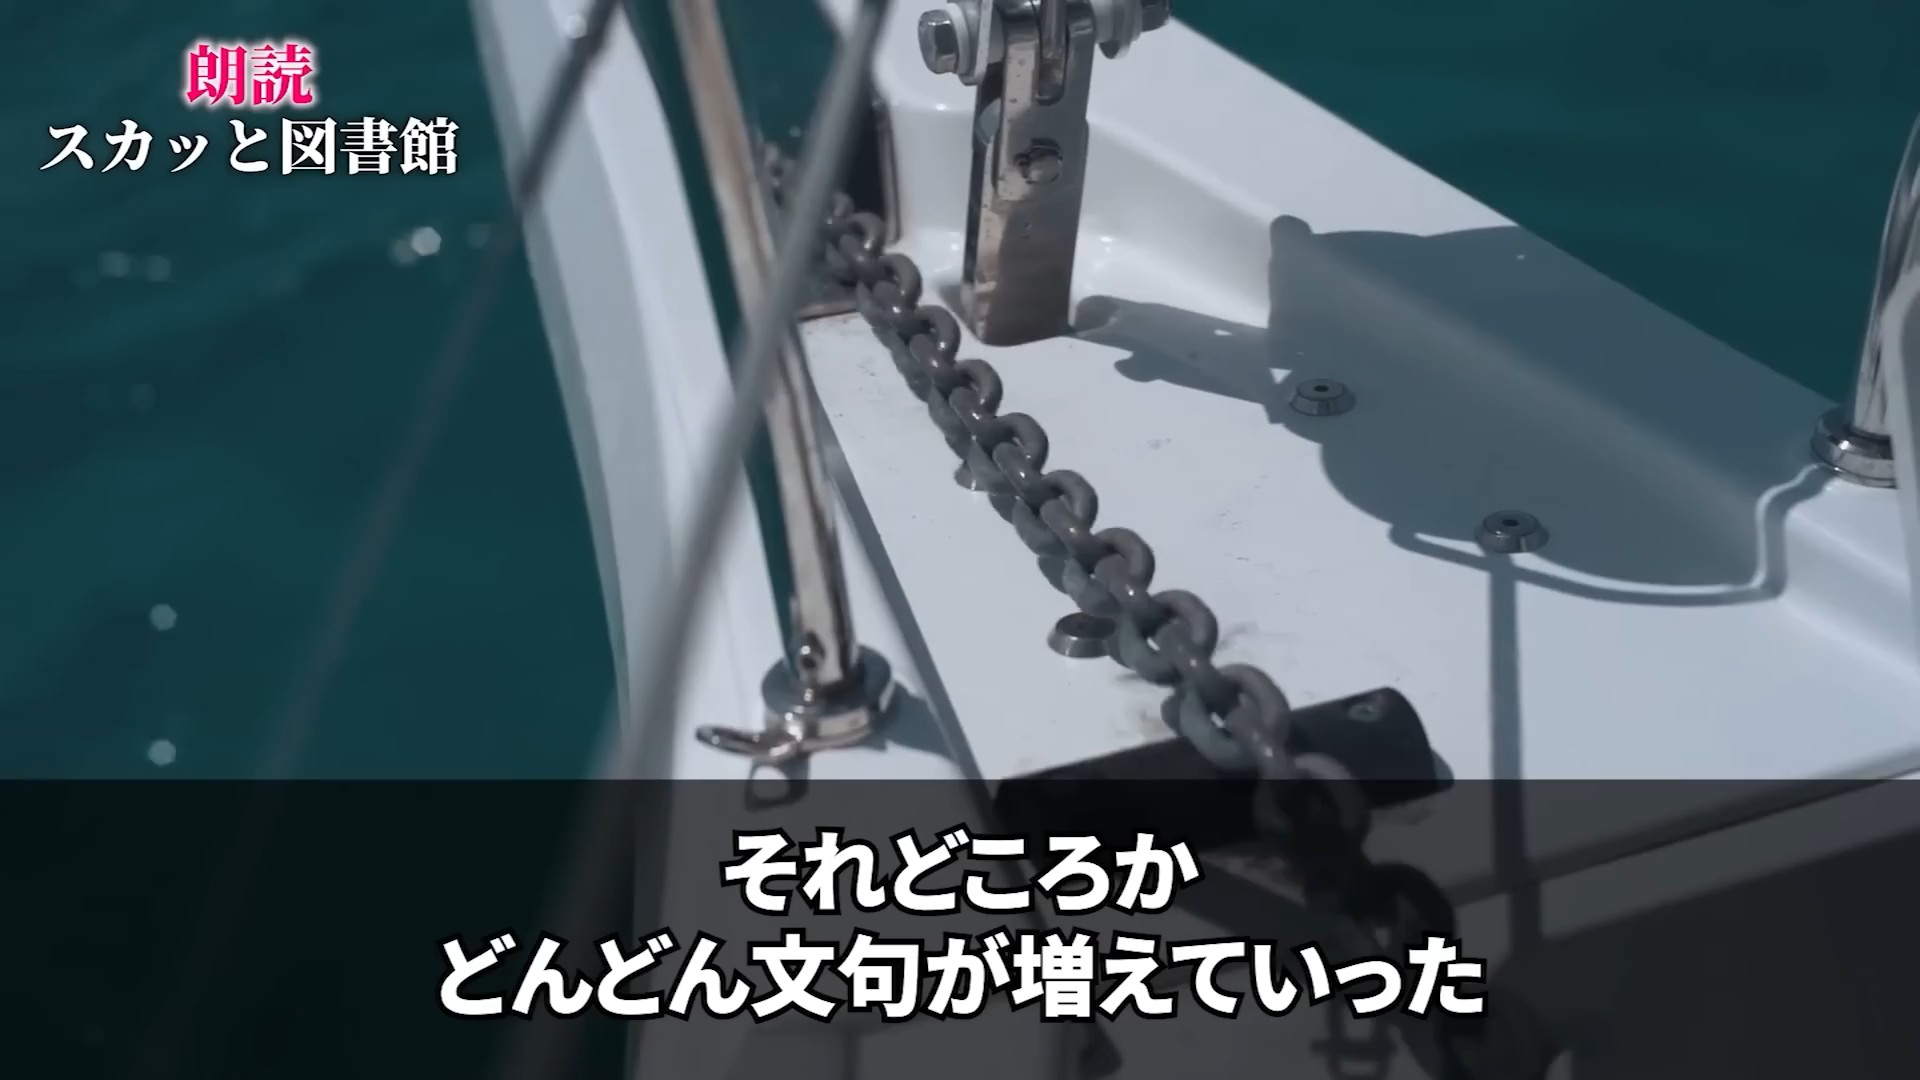 朗読
スカッと図書館
それどころか
どんどん文句が増えていった